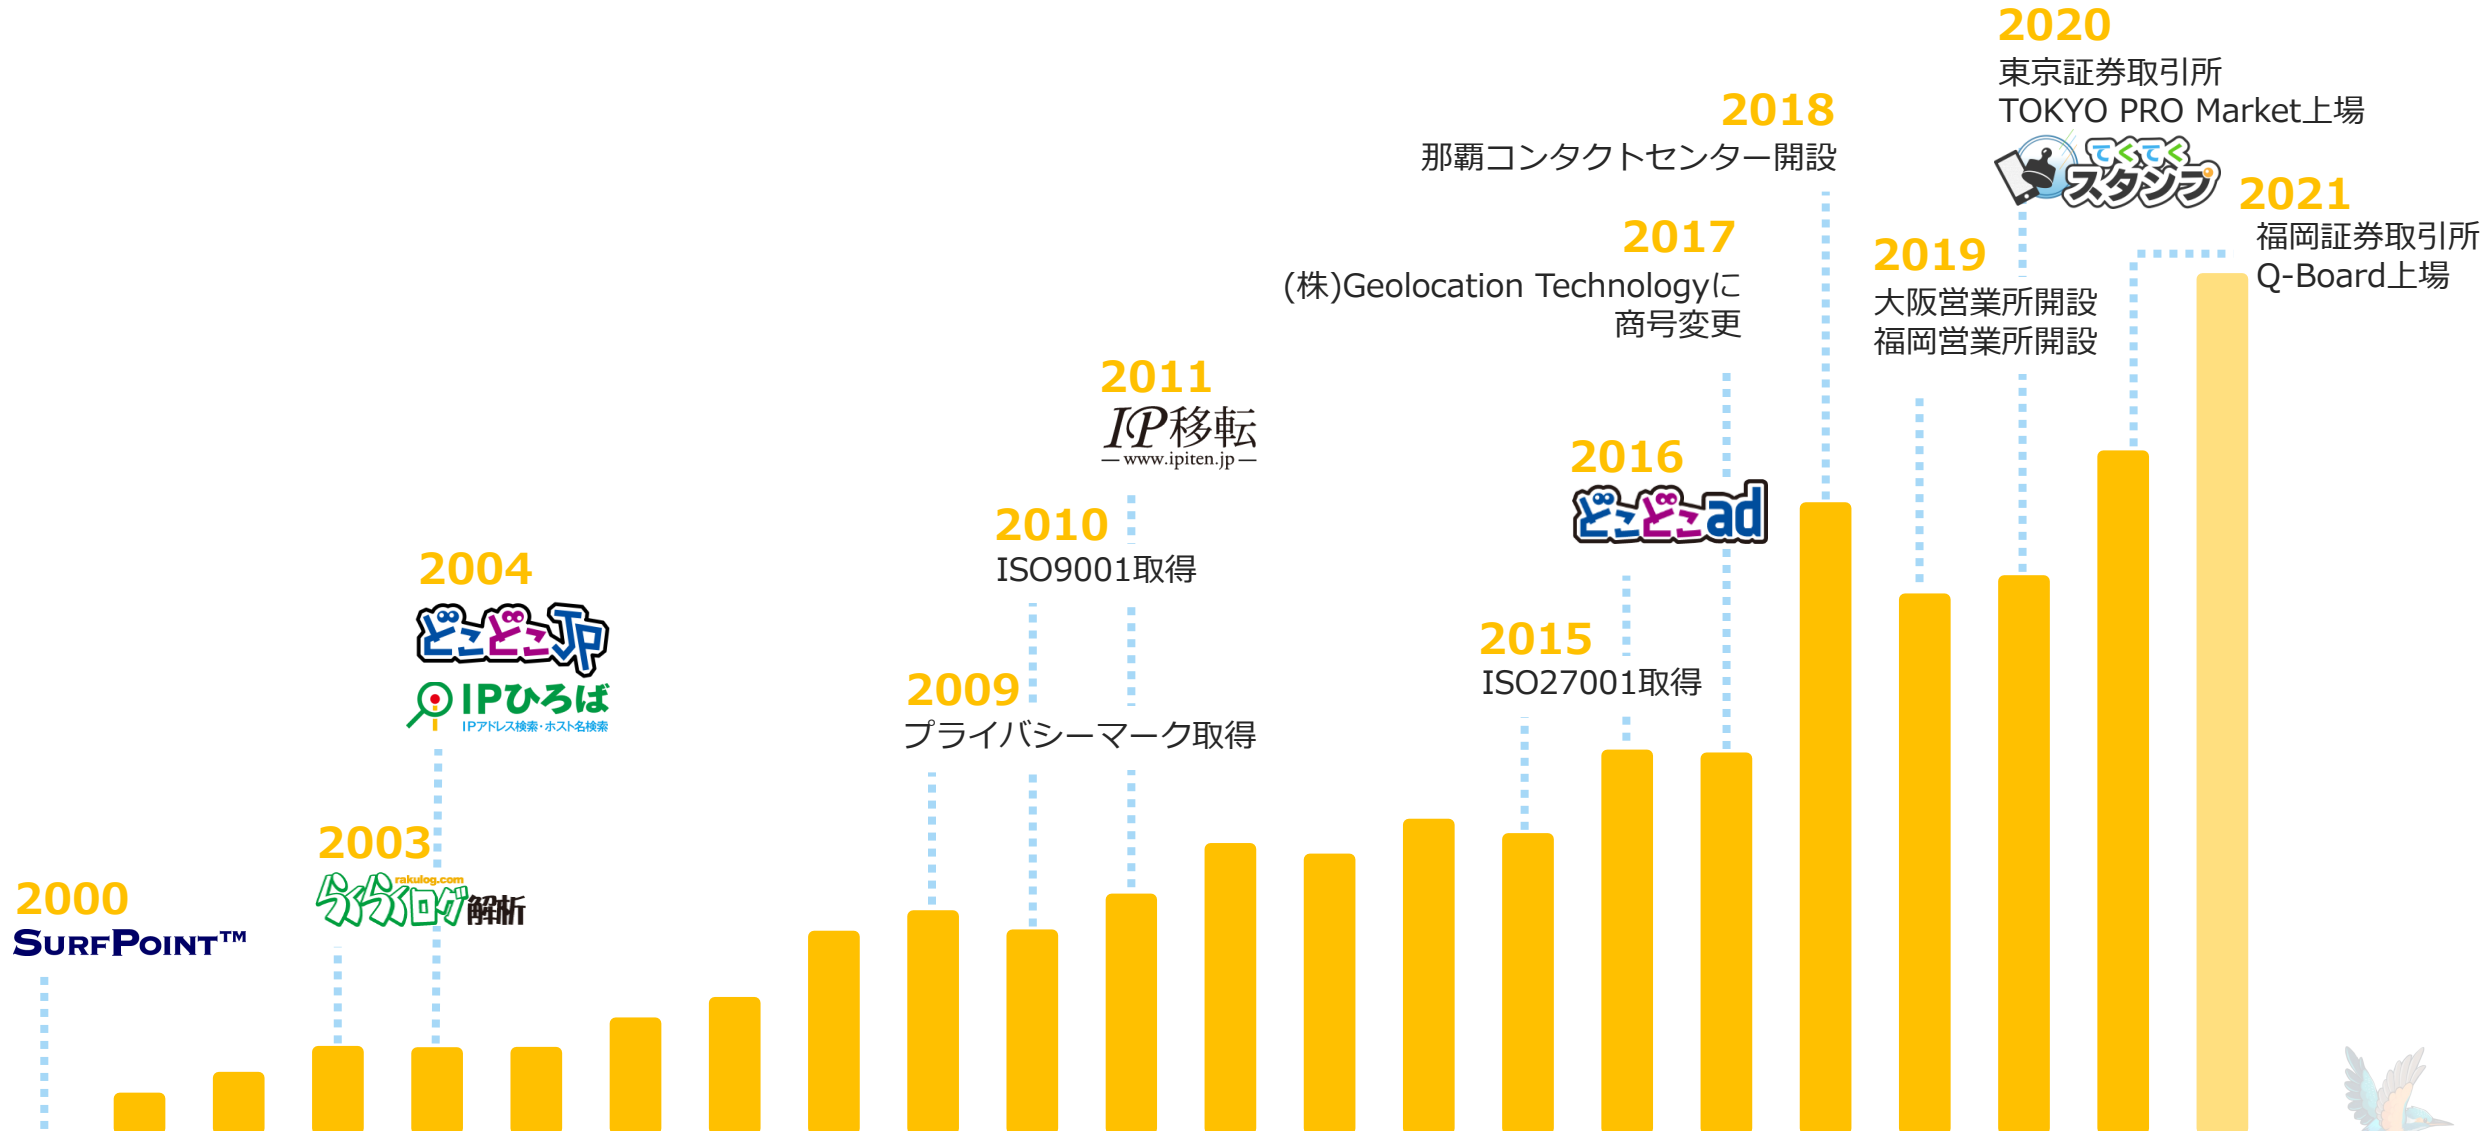 2000
SURFPOINT™
2003
rakulog.com
らくらくログ解析
2004
どこどこJP
IPひろば
IPアドレス検索・ホスト名検索
2009
プライバシーマーク取得
2010
ISO9001取得
2011
IP移転
www.ipiten.jp
2015
ISO27001取得
2016
どこどこad
2017
(株)Geolocation Technologyに
商号変更
2018
那覇コンタクトセンター開設
2019
大阪営業所開設
福岡営業所開設
2020
東京証券取引所
TOKYO PRO Market上場
てくてく
スタンプ
2021
福岡証券取引所
Q-Board上場